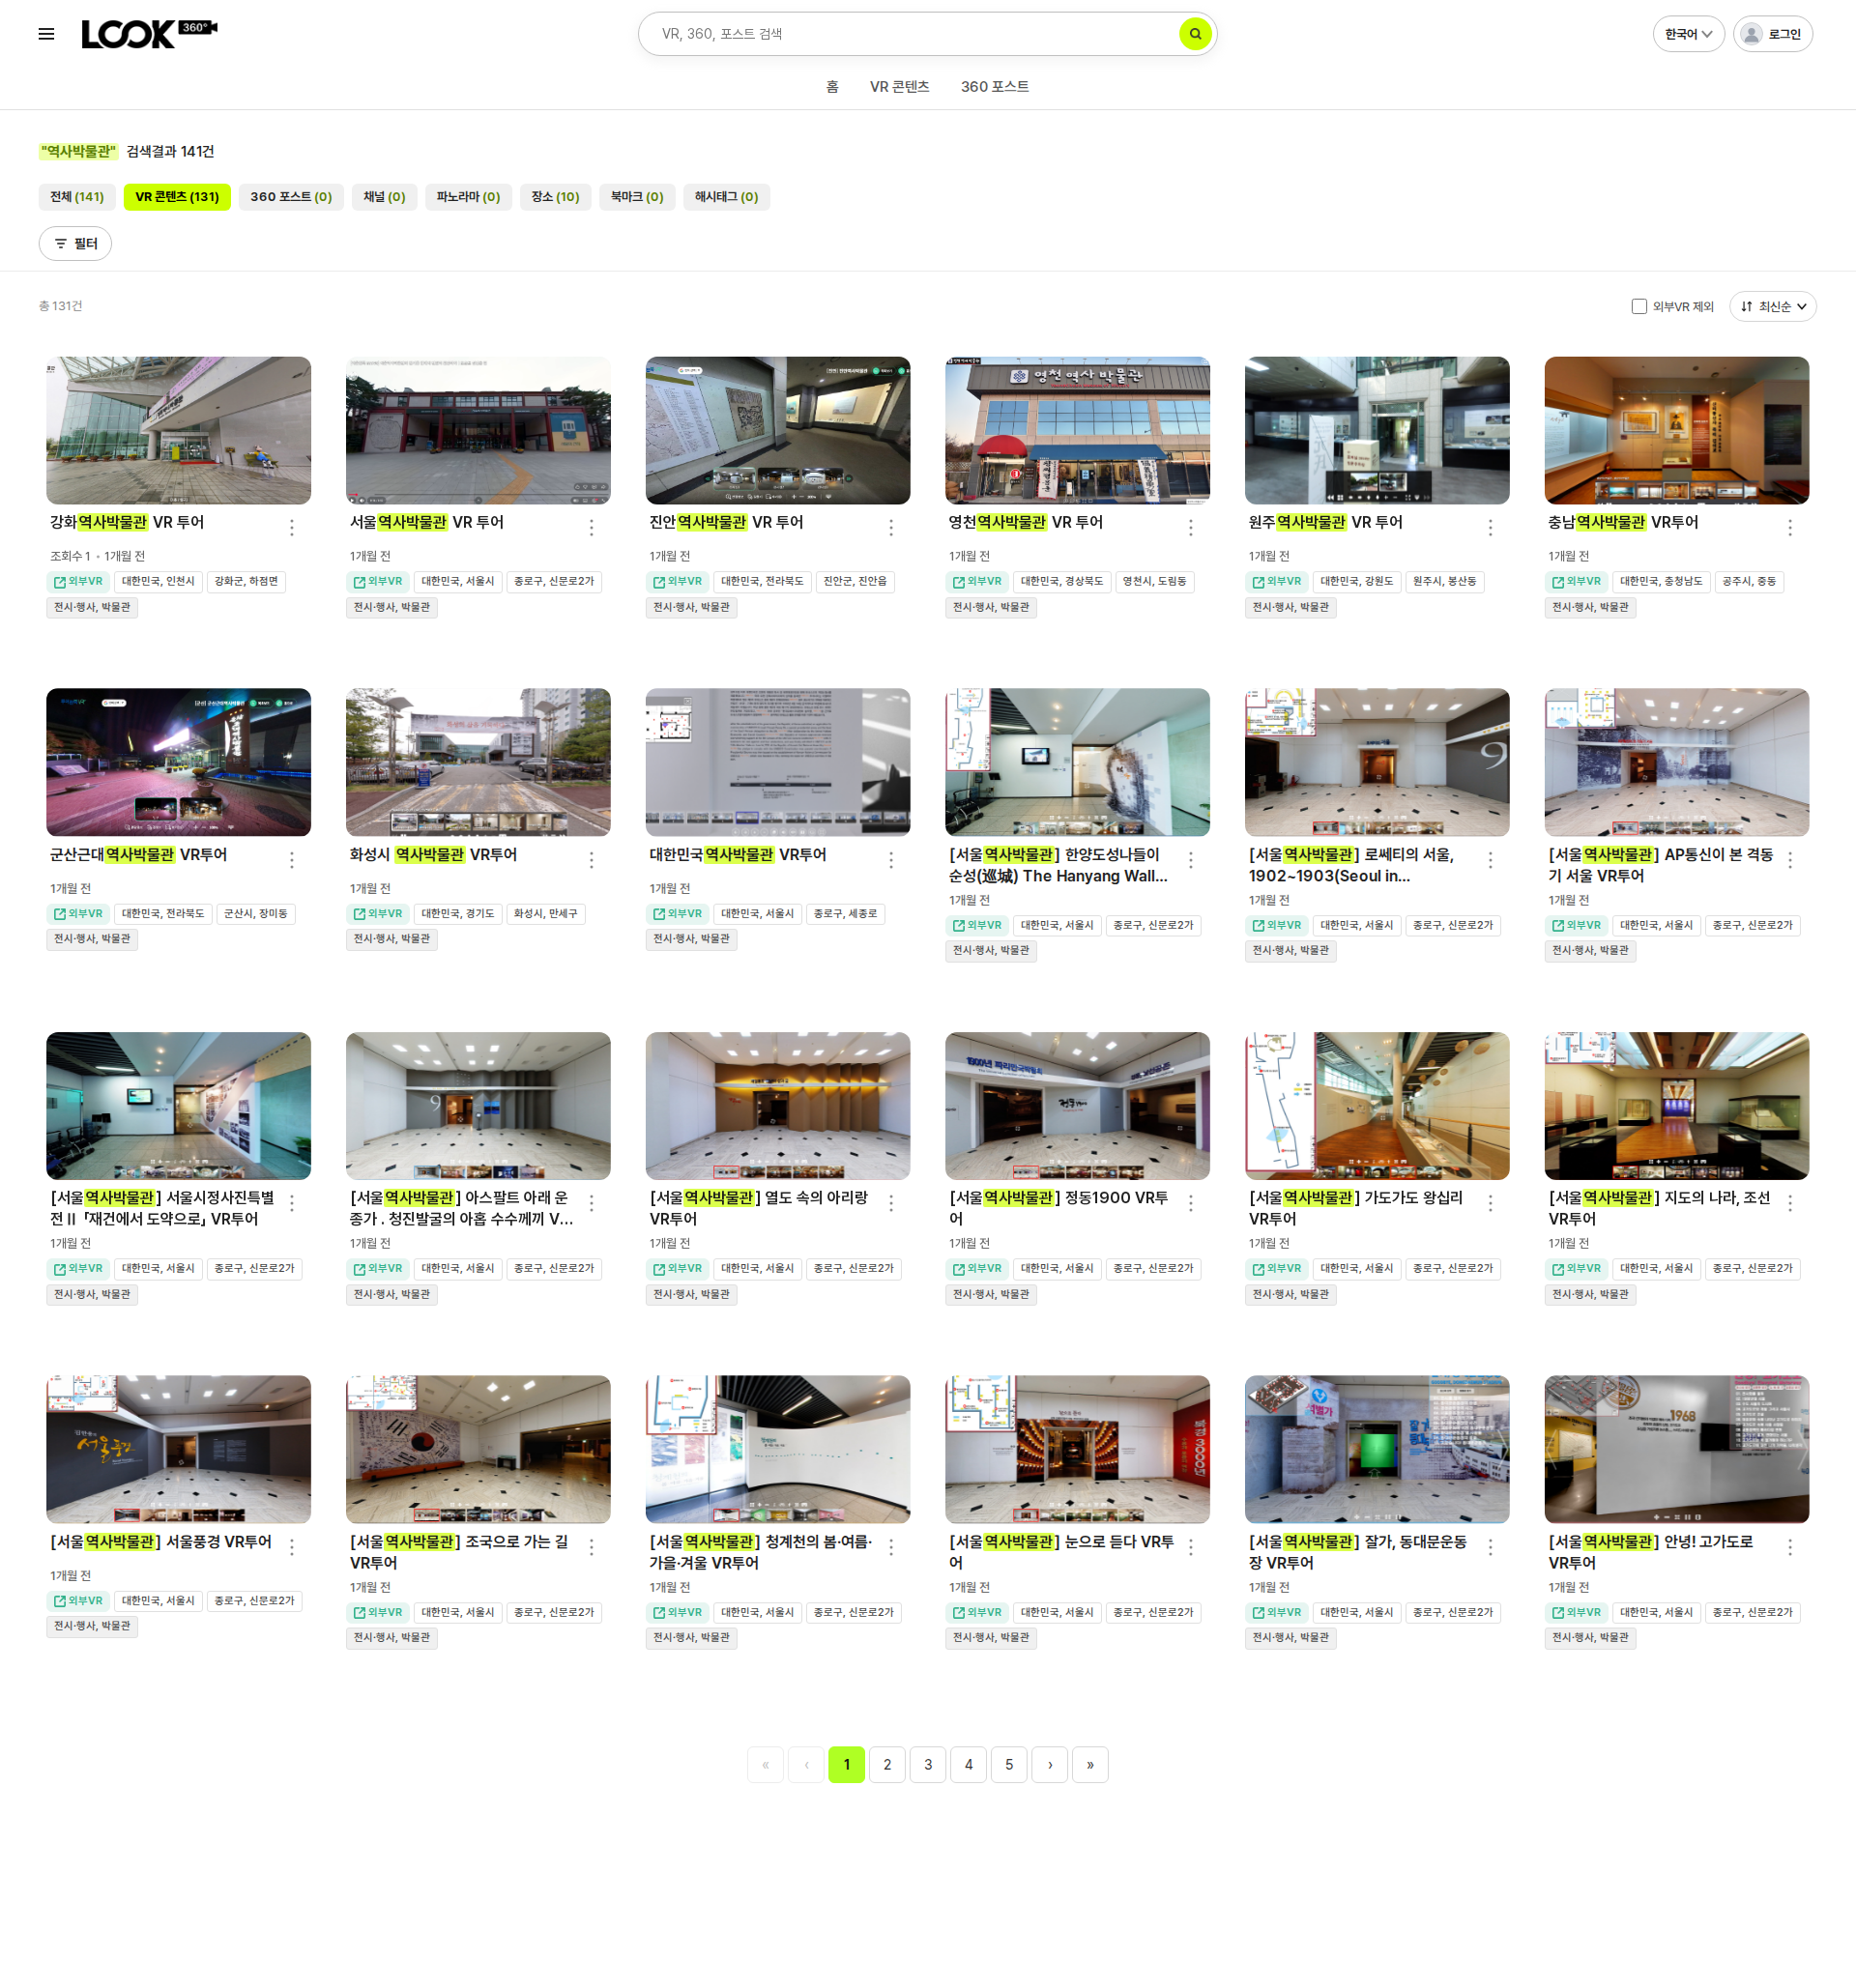 LOOK 360°
VR, 360, 포스트 검색
한국어
로그인
홈 VR 콘텐츠 360 포스트
"역사박물관" 검색결과 141건
전체 (141) VR 콘텐츠 (131) 360 포스트 (0) 채널 (0) 파노라마 (0) 장소 (10) 북마크 (0) 해시태그 (0)
필터
총 131건
외부VR 제외 최신순
영천역사박물관
강화역사박물관 VR 투어
조회수 1 • 1개월 전
외부VR 대한민국, 인천시 강화군, 하점면
전시·행사, 박물관
서울역사박물관 VR 투어
1개월 전
외부VR 대한민국, 서울시 종로구, 신문로2가
전시·행사, 박물관
진안역사박물관 VR 투어
1개월 전
외부VR 대한민국, 전라북도 진안군, 진안읍
전시·행사, 박물관
영천역사박물관 VR 투어
1개월 전
외부VR 대한민국, 경상북도 영천시, 도림동
전시·행사, 박물관
원주역사박물관 VR 투어
1개월 전
외부VR 대한민국, 강원도 원주시, 봉산동
전시·행사, 박물관
충남역사박물관 VR투어
1개월 전
외부VR 대한민국, 충청남도 공주시, 중동
전시·행사, 박물관
군산근대역사박물관 VR투어
1개월 전
외부VR 대한민국, 전라북도 군산시, 장미동
전시·행사, 박물관
화성시 역사박물관 VR투어
1개월 전
외부VR 대한민국, 경기도 화성시, 만세구
전시·행사, 박물관
대한민국역사박물관 VR투어
1개월 전
외부VR 대한민국, 서울시 종로구, 세종로
전시·행사, 박물관
[서울역사박물관] 한양도성나들이
순성(巡城) The Hanyang Wall...
1개월 전
외부VR 대한민국, 서울시 종로구, 신문로2가
전시·행사, 박물관
[서울역사박물관] 로쎄티의 서울,
1902~1903(Seoul in...
1개월 전
외부VR 대한민국, 서울시 종로구, 신문로2가
전시·행사, 박물관
[서울역사박물관] AP통신이 본 격동
기 서울 VR투어
1개월 전
외부VR 대한민국, 서울시 종로구, 신문로2가
전시·행사, 박물관
[서울역사박물관] 서울시정사진특별
전Ⅱ「재건에서 도약으로」 VR투어
1개월 전
외부VR 대한민국, 서울시 종로구, 신문로2가
전시·행사, 박물관
[서울역사박물관] 아스팔트 아래 운
종가 . 청진발굴의 아홉 수수께끼 V...
1개월 전
외부VR 대한민국, 서울시 종로구, 신문로2가
전시·행사, 박물관
[서울역사박물관] 열도 속의 아리랑
VR투어
1개월 전
외부VR 대한민국, 서울시 종로구, 신문로2가
전시·행사, 박물관
[서울역사박물관] 정동1900 VR투
어
1개월 전
외부VR 대한민국, 서울시 종로구, 신문로2가
전시·행사, 박물관
[서울역사박물관] 가도가도 왕십리
VR투어
1개월 전
외부VR 대한민국, 서울시 종로구, 신문로2가
전시·행사, 박물관
[서울역사박물관] 지도의 나라, 조선
VR투어
1개월 전
외부VR 대한민국, 서울시 종로구, 신문로2가
전시·행사, 박물관
서울풍경
1968
[서울역사박물관] 서울풍경 VR투어
1개월 전
외부VR 대한민국, 서울시 종로구, 신문로2가
전시·행사, 박물관
[서울역사박물관] 조국으로 가는 길
VR투어
1개월 전
외부VR 대한민국, 서울시 종로구, 신문로2가
전시·행사, 박물관
[서울역사박물관] 청계천의 봄·여름·
가을·겨울 VR투어
1개월 전
외부VR 대한민국, 서울시 종로구, 신문로2가
전시·행사, 박물관
[서울역사박물관] 눈으로 듣다 VR투
어
1개월 전
외부VR 대한민국, 서울시 종로구, 신문로2가
전시·행사, 박물관
[서울역사박물관] 잘가, 동대문운동
장 VR투어
1개월 전
외부VR 대한민국, 서울시 종로구, 신문로2가
전시·행사, 박물관
[서울역사박물관] 안녕! 고가도로
VR투어
1개월 전
외부VR 대한민국, 서울시 종로구, 신문로2가
전시·행사, 박물관
« ‹ 1 2 3 4 5 › »